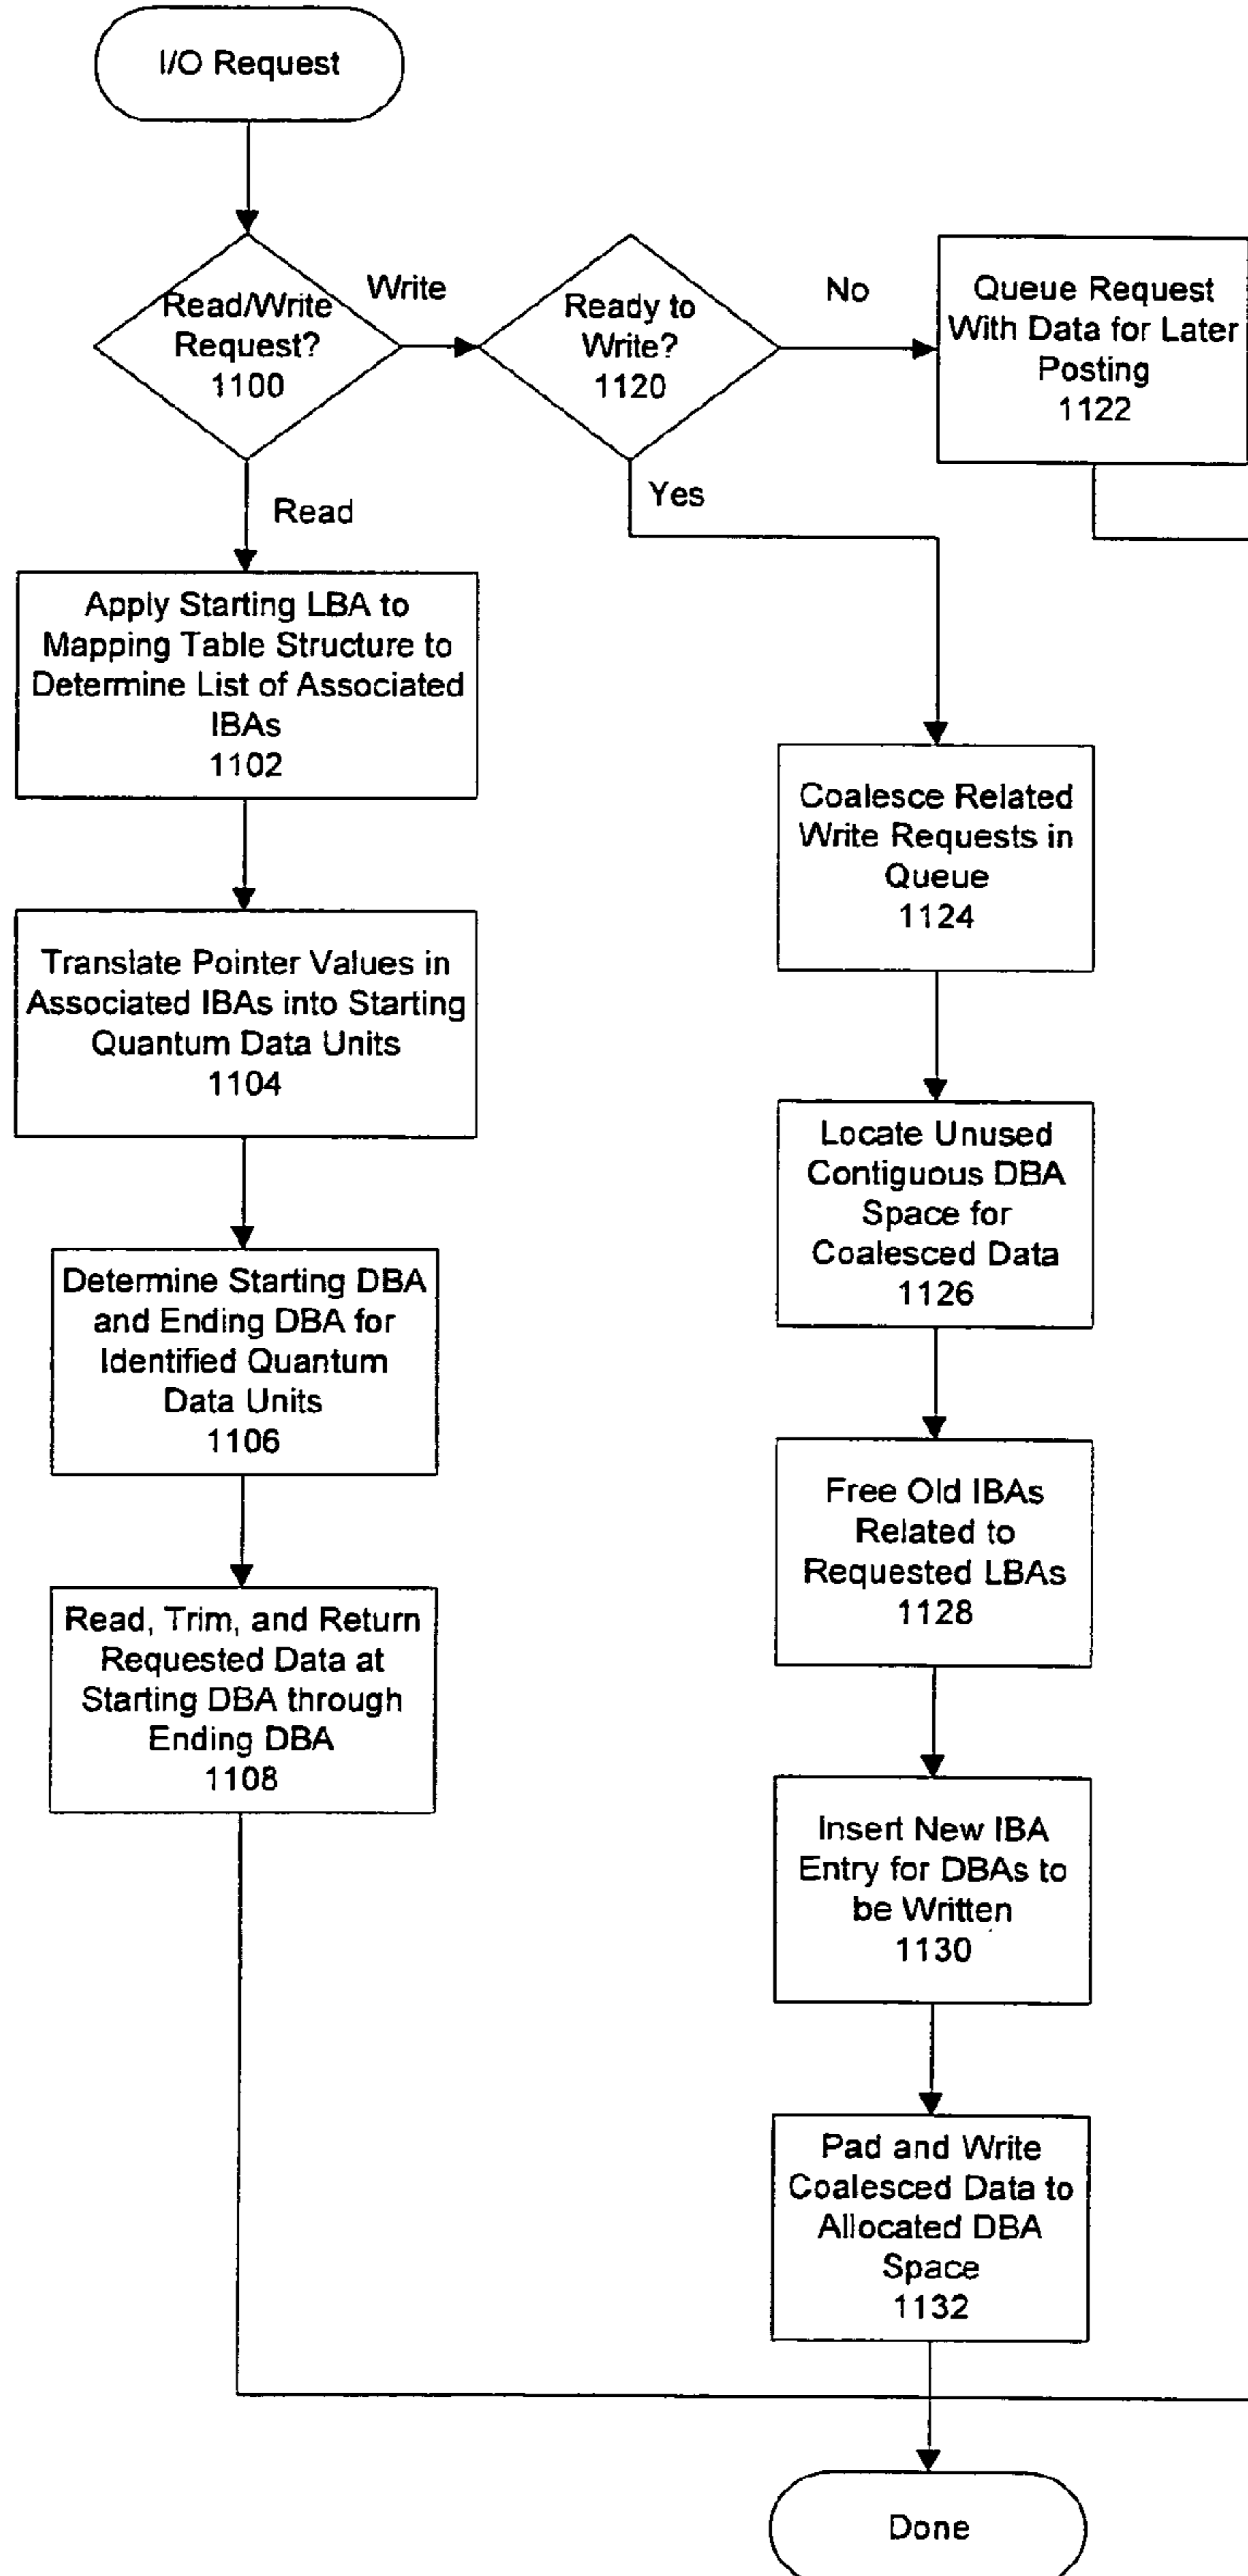 I/O Request
Read/Write
Request?
1100
Write
Ready to
Write?
1120
No
Queue Request
With Data for Later
Posting
1122
Yes
Read
Apply Starting LBA to
Mapping Table Structure to
Determine List of Associated
IBAs
1102
Translate Pointer Values in
Associated IBAs into Starting
Quantum Data Units
1104
Determine Starting DBA
and Ending DBA for
Identified Quantum
Data Units
1106
Read, Trim, and Return
Requested Data at
Starting DBA through
Ending DBA
1108
Coalesce Related
Write Requests in
Queue
1124
Locate Unused
Contiguous DBA
Space for
Coalesced Data
1126
Free Old IBAs
Related to
Requested LBAs
1128
Insert New IBA
Entry for DBAs to
be Written
1130
Pad and Write
Coalesced Data to
Allocated DBA
Space
1132
Done